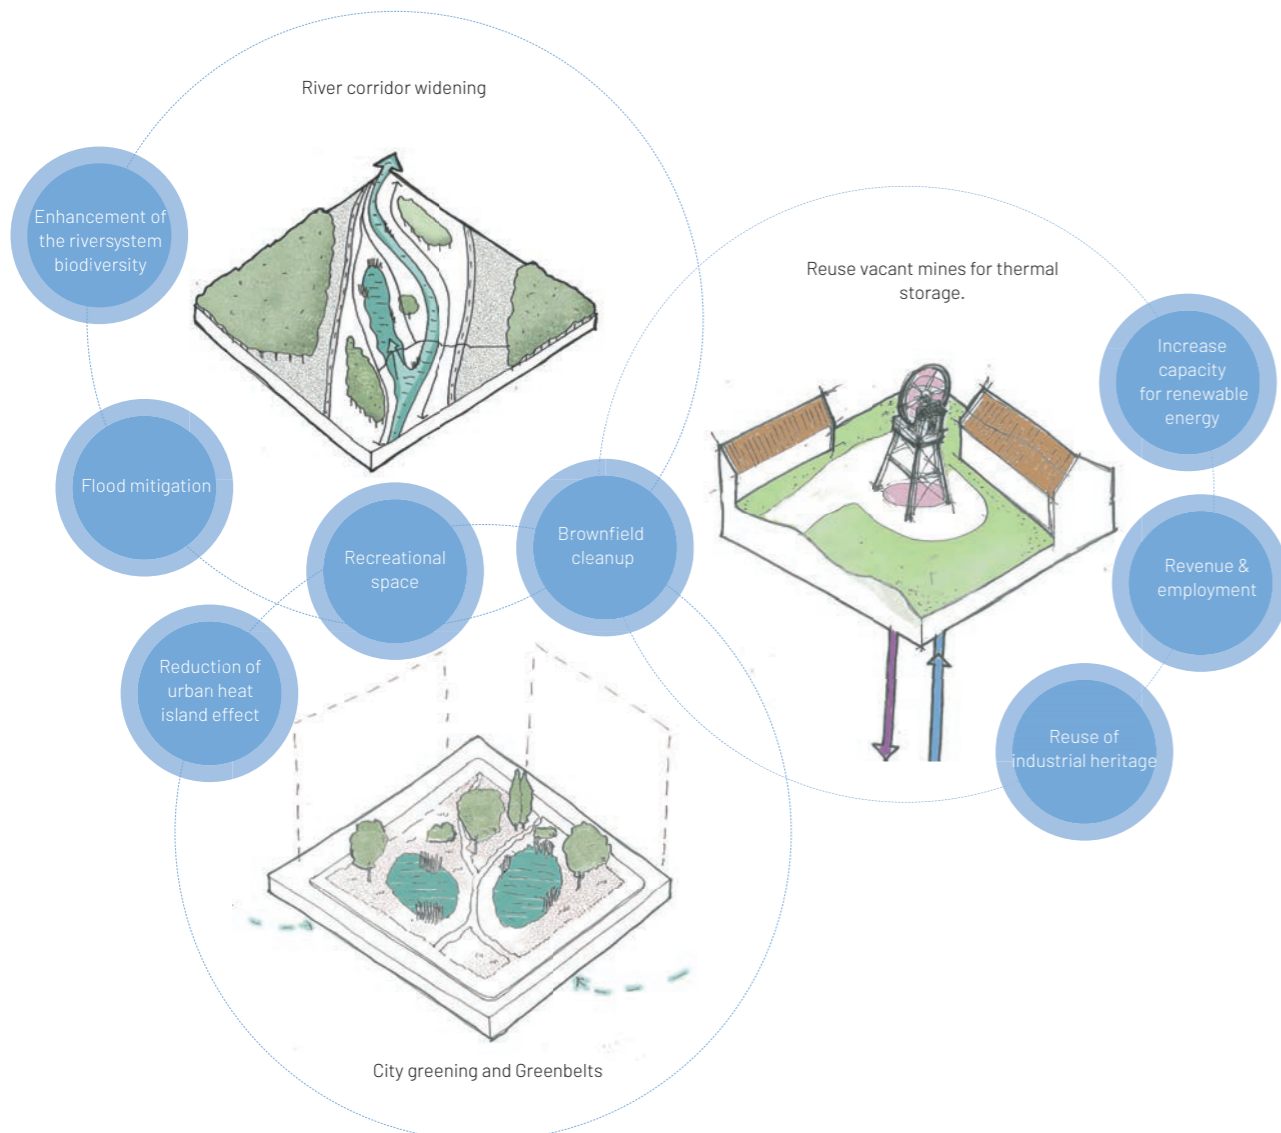 River corridor widening
Enhancement of
the riversystem
biodiversity
Reuse vacant mines for thermal
storage.
Increase
capacity
for renewable
energy
Flood mitigation
Recreational
space
Brownfield
cleanup
Revenue &
employment
Reduction of
urban heat
island effect
Reuse of
industrial heritage
City greening and Greenbelts